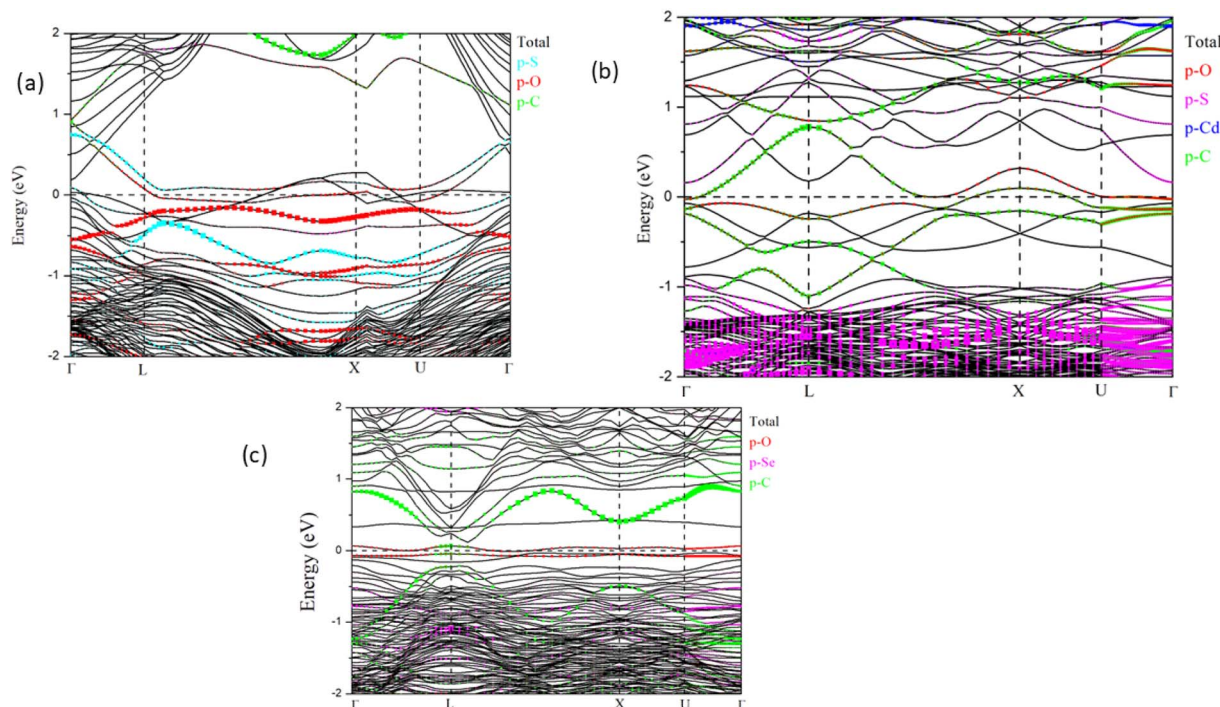 (a)
Energy (eV)
2
1
0
-1
-2
Γ L X U Γ
Total
p-S
p-O
p-C
(b)
Energy (eV)
2
1
0
-1
-2
Γ L X U Γ
Total
p-O
p-S
p-Cd
p-C
(c)
Energy (eV)
2
1
0
-1
-2
Γ L X U Γ
Total
p-O
p-Se
p-C